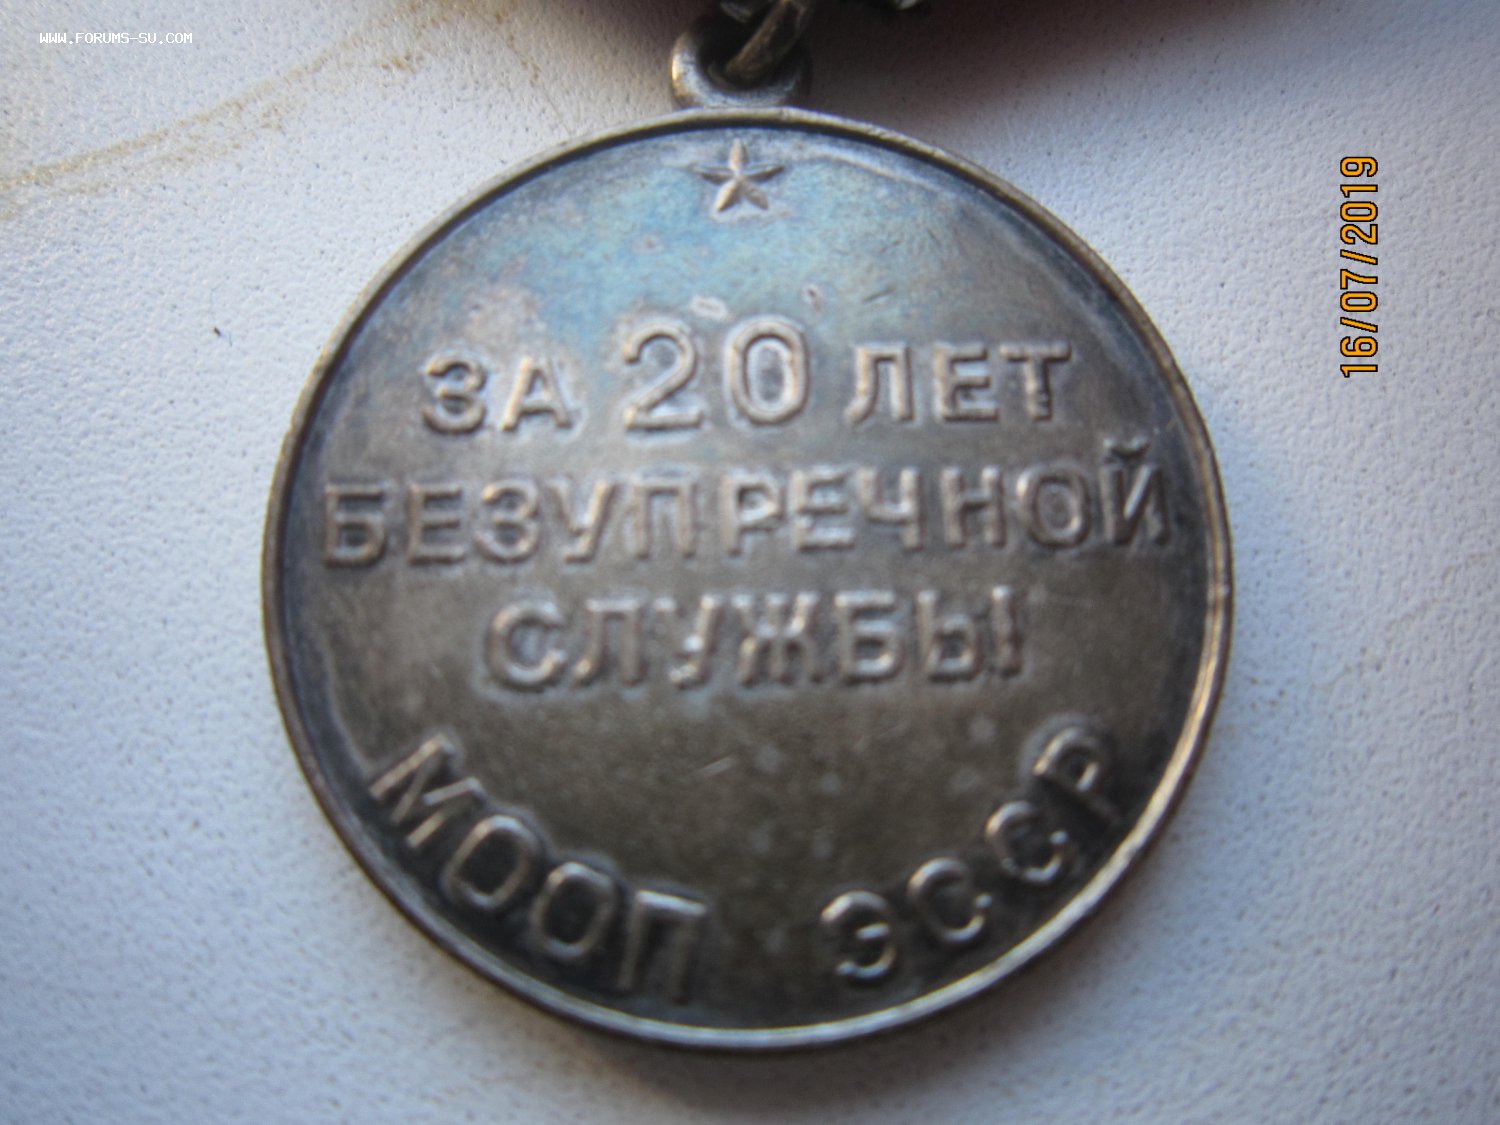 WWW.FORUMS-SU.COM
16/07/2019
ЗА 20 ЛЕТ
БЕЗУПРЕЧНОЙ
СЛУЖБЫ
МООП ЭССР